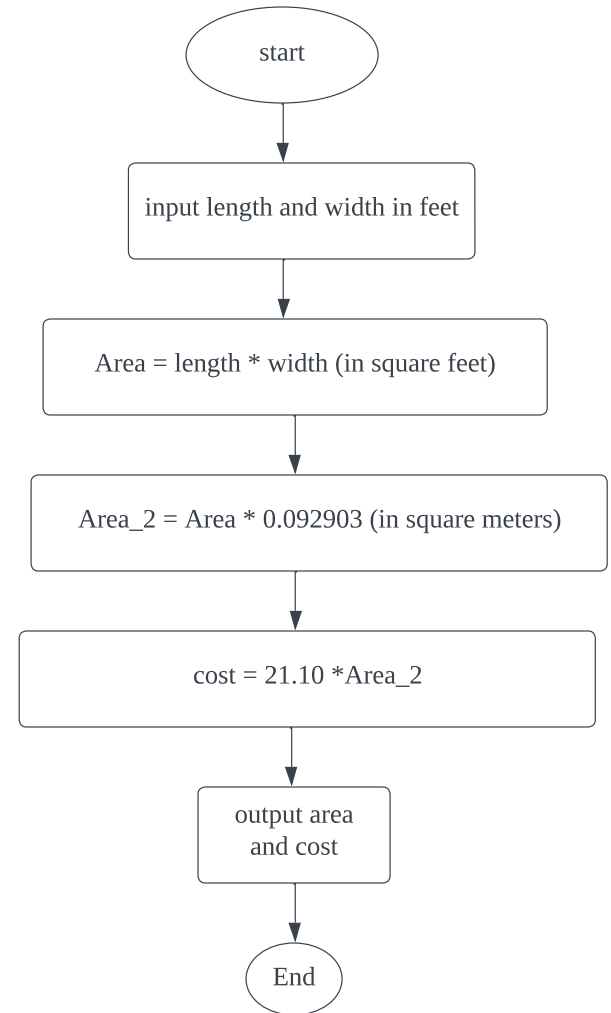 start
input length and width in feet
Area = length * width (in square feet)
Area_2 = Area * 0.092903 (in square meters)
cost = 21.10 *Area_2
output area
and cost
End